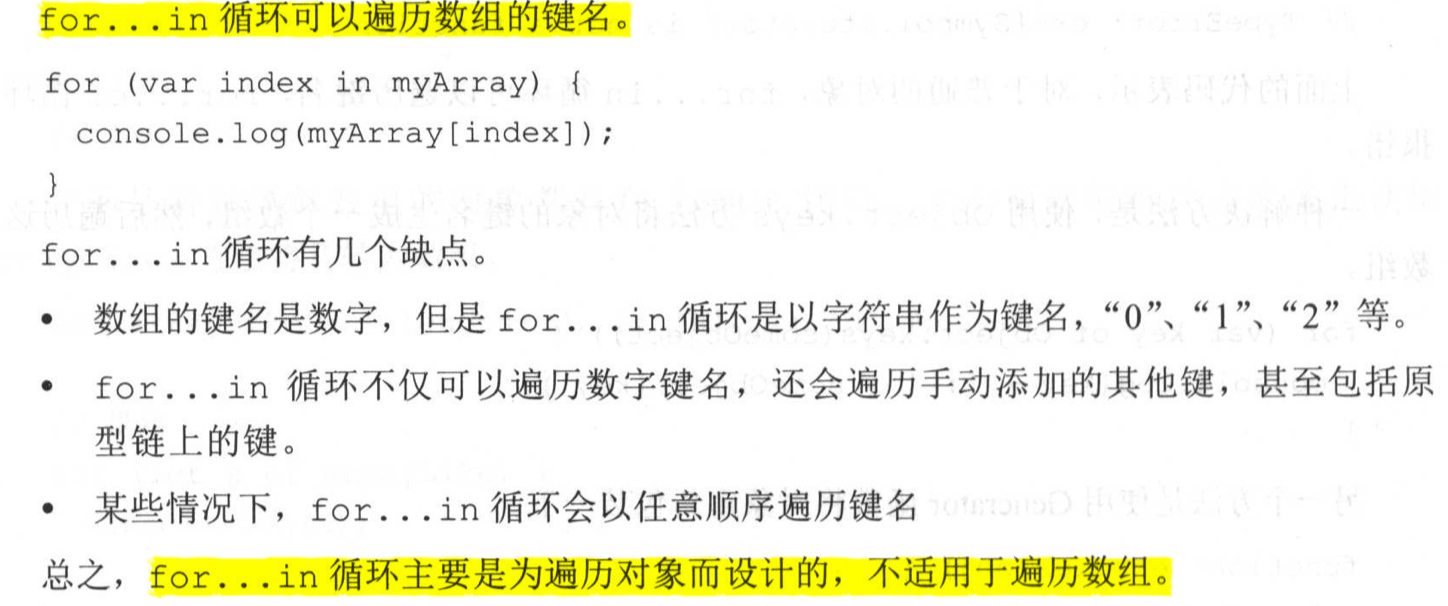 for...in 循环可以遍历数组的键名。
for (var index in myArray) {
  console.log(myArray[index]);
}
for...in 循环有几个缺点。
• 数组的键名是数字，但是 for...in 循环是以字符串作为键名，“0”、“1”、“2”等。
• for...in 循环不仅可以遍历数字键名，还会遍历手动添加的其他键，甚至包括原
型链上的键。
• 某些情况下，for...in 循环会以任意顺序遍历键名
总之，for...in 循环主要是为遍历对象而设计的，不适用于遍历数组。